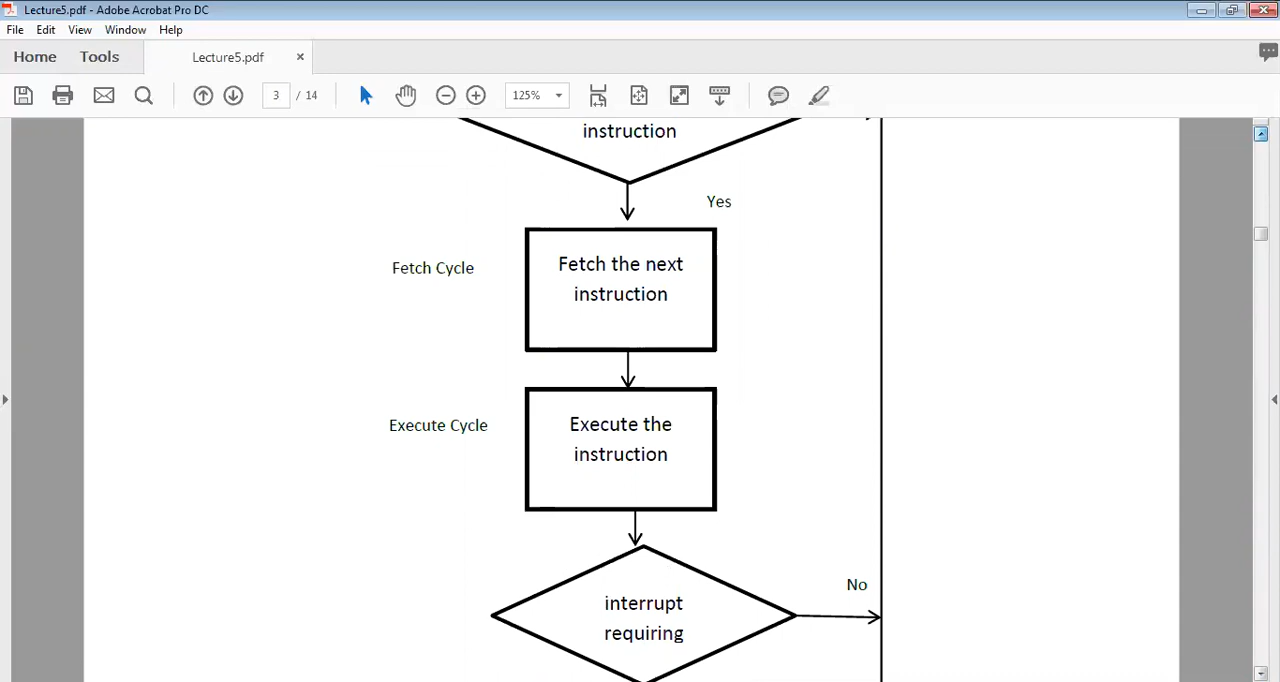 Lecture5.pdf - Adobe Acrobat Pro DC
File Edit View Window Help
Home Tools Lecture5.pdf ×
3 / 14 125%
instruction
Yes
Fetch Cycle
Fetch the next
instruction
Execute Cycle
Execute the
instruction
No
interrupt
requiring